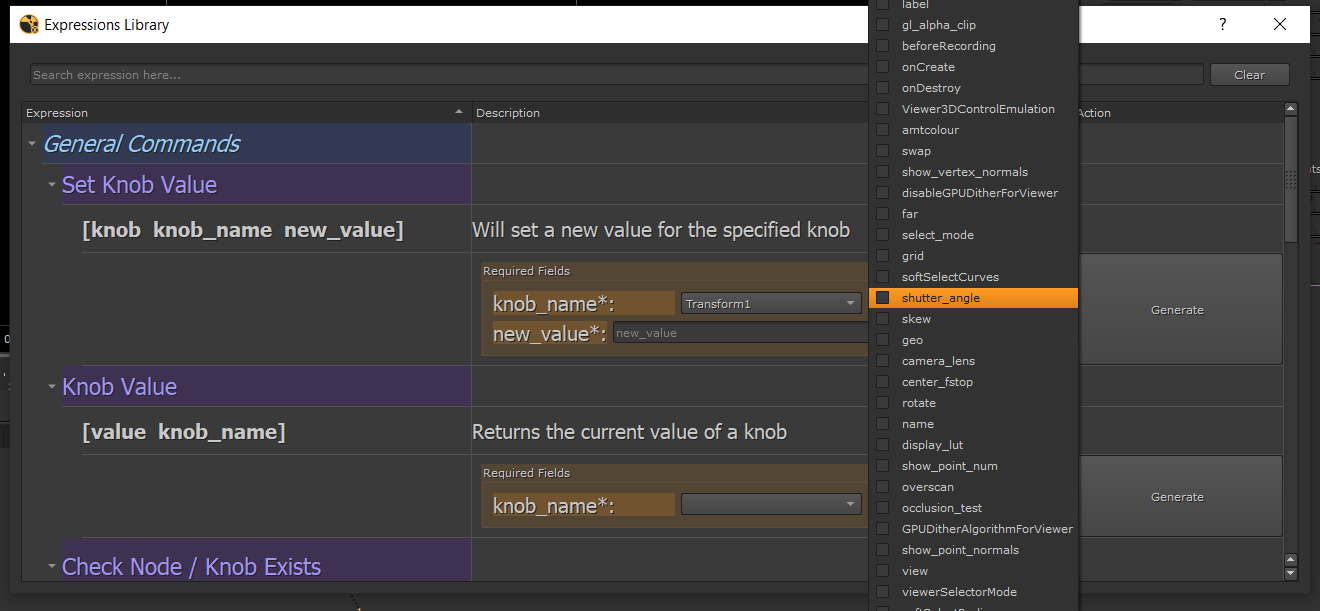 Expressions Library
?
Search expression here...
Clear
Expression
Description
Action
General Commands
Set Knob Value
[knob knob_name new_value]
Will set a new value for the specified knob
Required Fields
knob_name*:
Transform1
new_value*:
new_value
Generate
Knob Value
[value knob_name]
Returns the current value of a knob
Required Fields
knob_name*:
Generate
Check Node / Knob Exists
label
gl_alpha_clip
beforeRecording
onCreate
onDestroy
Viewer3DControlEmulation
amtcolour
swap
show_vertex_normals
disableGPUDitherForViewer
far
select_mode
grid
softSelectCurves
shutter_angle
skew
geo
camera_lens
center_fstop
rotate
name
display_lut
show_point_num
overscan
occlusion_test
GPUDitherAlgorithmForViewer
show_point_normals
view
viewerSelectorMode